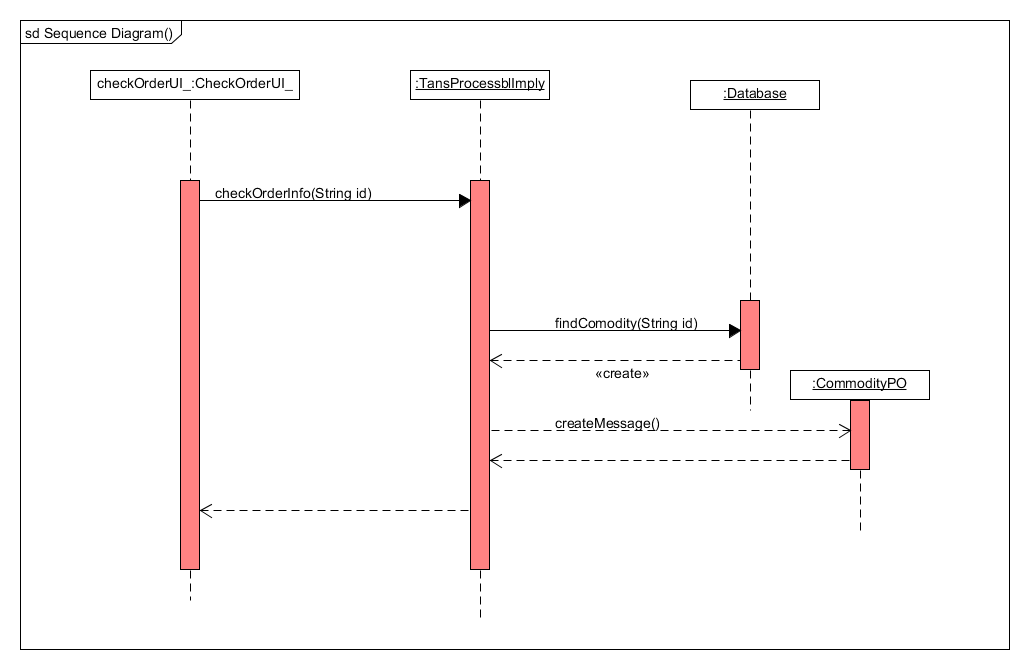 sd Sequence Diagram()
checkOrderUI_:CheckOrderUI_
:TansProcessblImply
:Database
checkOrderInfo(String id)
findComodity(String id)
«create»
:CommodityPO
createMessage()